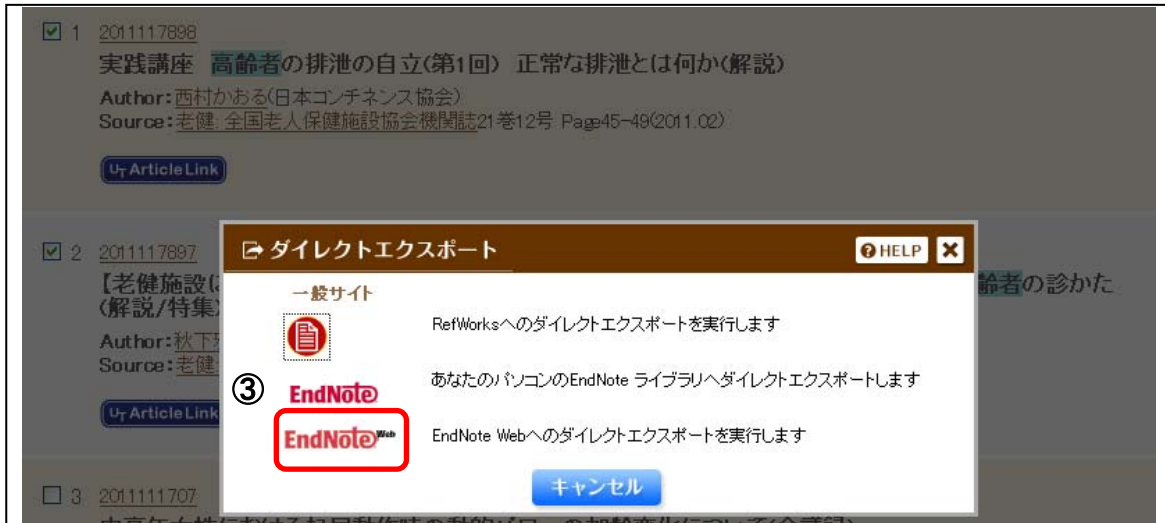 1 2011117898
実践講座 高齢者の排泄の自立(第1回) 正常な排泄とは何か(解説)
Author:西村かおる(日本コンチネンス協会)
Source:老健:全国老人保健施設協会機関誌21巻12号 Page45-49(2011.02)
UT ArticleLink
2 2011117897
【老健施設 齢者の診かた
(解説/特集)
Author:秋下
Source:老健
UT ArticleLink
ダイレクトエクスポート HELP
一般サイト
RefWorksへのダイレクトエクスポートを実行します
③ EndNote あなたのパソコンのEndNote ライブラリへダイレクトエクスポートします
EndNote Web EndNote Webへのダイレクトエクスポートを実行します
キャンセル
3 2011111707